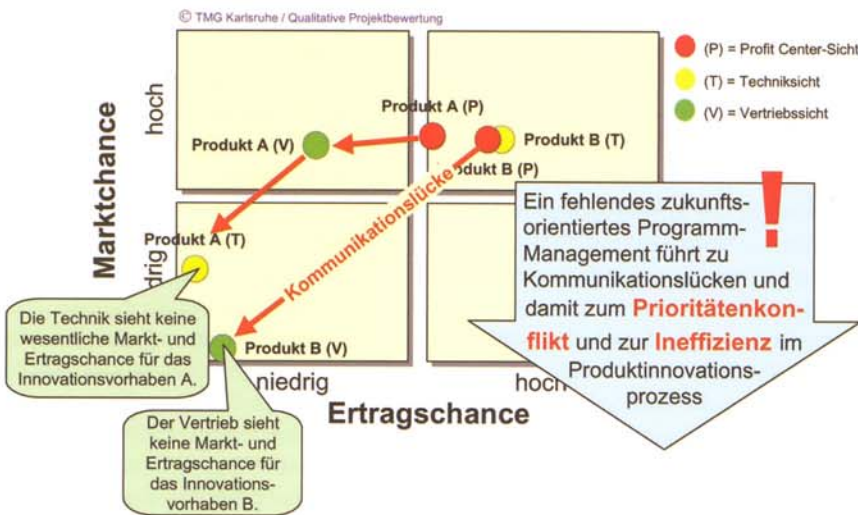 © TMG Karlsruhe / Qualitative Projektbewertung
(P) = Profit Center-Sicht
(T) = Techniksicht
(V) = Vertriebssicht
Marktchance
hoch
Produkt A (P)
Produkt A (V)
Produkt B (T)
odukt B (P)
Kommunikationslücke
Produkt A (T)
drig
Produkt B (V)
niedrig
hoch
Ertragschance
Die Technik sieht keine
wesentliche Markt- und
Ertragschance für das
Innovationsvorhaben A.
Der Vertrieb sieht
keine Markt- und
Ertragschance für
das Innovations-
vorhaben B.
!
Ein fehlendes zukunfts-
orientiertes Programm-
Management führt zu
Kommunikationslücken und
damit zum Prioritätenkon-
flikt und zur Ineffizienz im
Produktinnovations-
prozess